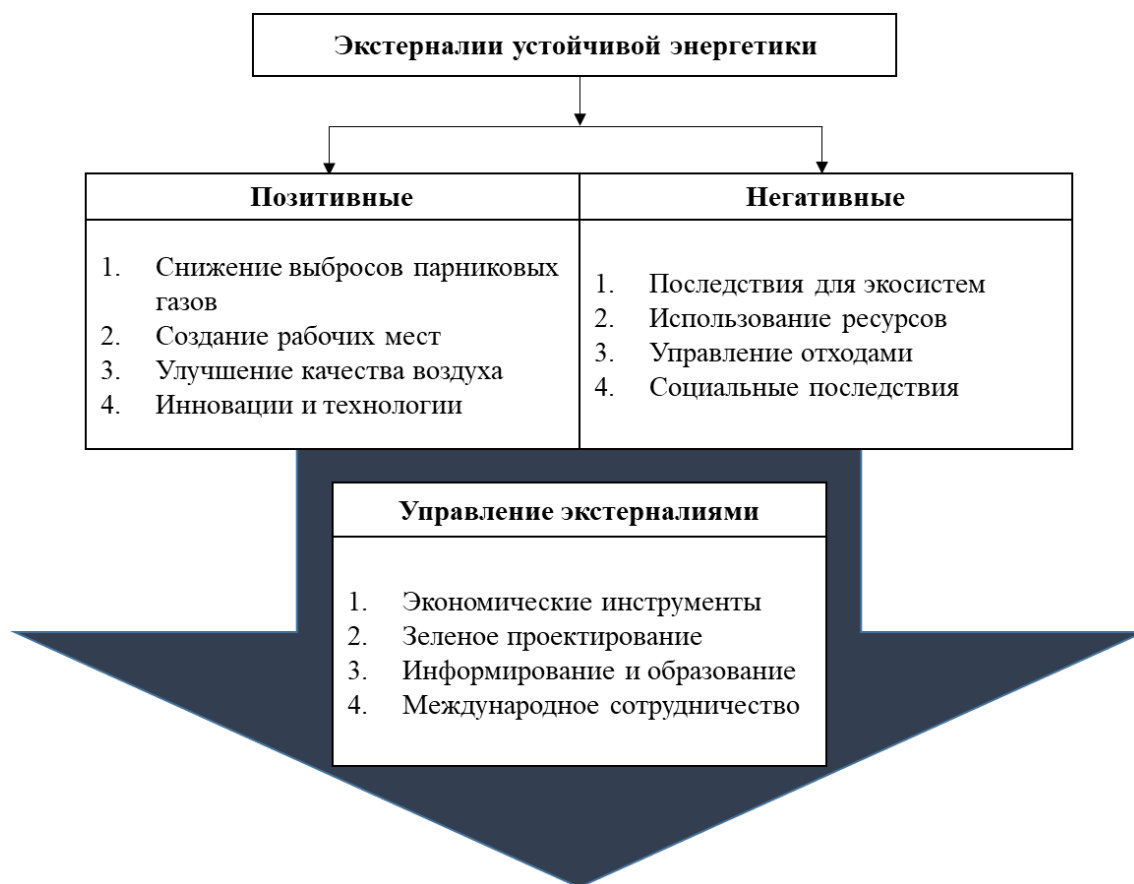 Экстерналии устойчивой энергетики
Позитивные
1. Снижение выбросов парниковых
газов
2. Создание рабочих мест
3. Улучшение качества воздуха
4. Инновации и технологии
Негативные
1. Последствия для экосистем
2. Использование ресурсов
3. Управление отходами
4. Социальные последствия
Управление экстерналиями
1. Экономические инструменты
2. Зеленое проектирование
3. Информирование и образование
4. Международное сотрудничество